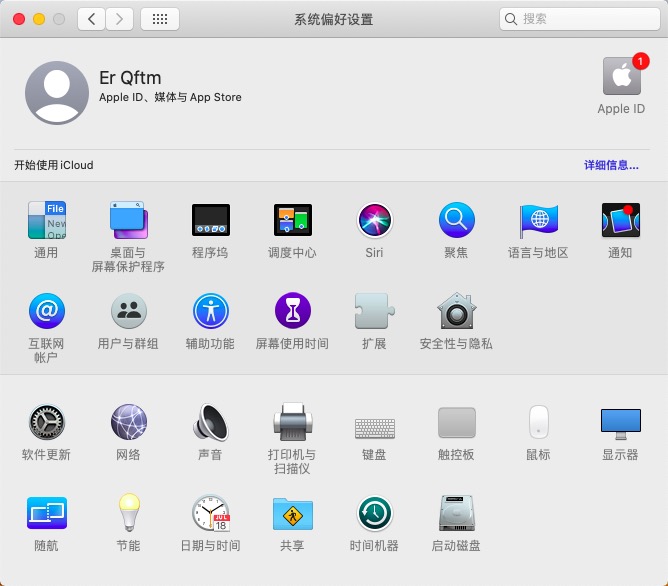 系统偏好设置
搜索
Er Qftm
Apple ID、媒体与 App Store
1
Apple ID
开始使用 iCloud
详细信息...
File
New
Ope
通用
桌面与
屏幕保护程序
程序坞
调度中心
Siri
聚焦
语言与地区
通知
@
互联网
帐户
用户与群组
辅助功能
屏幕使用时间
扩展
安全性与隐私
软件更新
网络
声音
打印机与
扫描仪
键盘
触控板
鼠标
显示器
JUL
18
随航
节能
日期与时间
共享
时间机器
启动磁盘